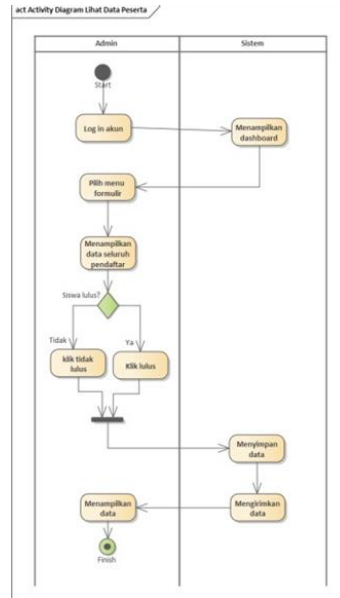 act Activity Diagram Lihat Data Peserta
Admin
Sistem
Start
Log in akun
Menampilkan
dashboard
Pilih menu
formulir
Menampilkan
data seluruh
pendaftar
Siswa lulus?
Tidak
Ya
klik tidak
lulus
Klik lulus
Menyimpan
data
Menampilkan
data
Mengirimkan
data
Finish